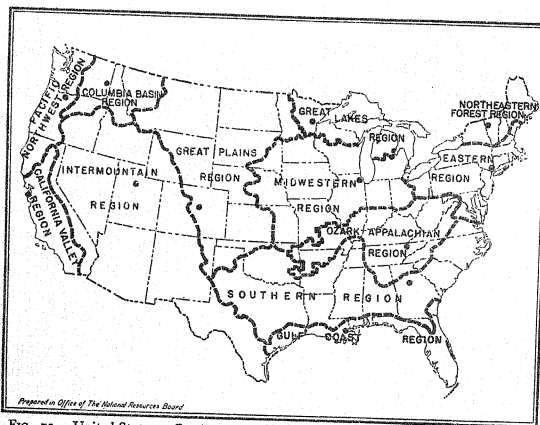 PACIFIC
NORTHWEST REGION
COLUMBIA BASIN
REGION
GREAT LAKES
REGION
NORTHEASTERN
FOREST REGION
EASTERN
REGION
GREAT PLAINS
REGION
INTERMOUNTAIN
REGION
MIDWESTERN
REGION
CALIFORNIA VALLEY
REGION
OZARK-APPALACHIAN
REGION
SOUTHERN REGION
GULF COAST REGION
Prepared in Office of The National Resources Board